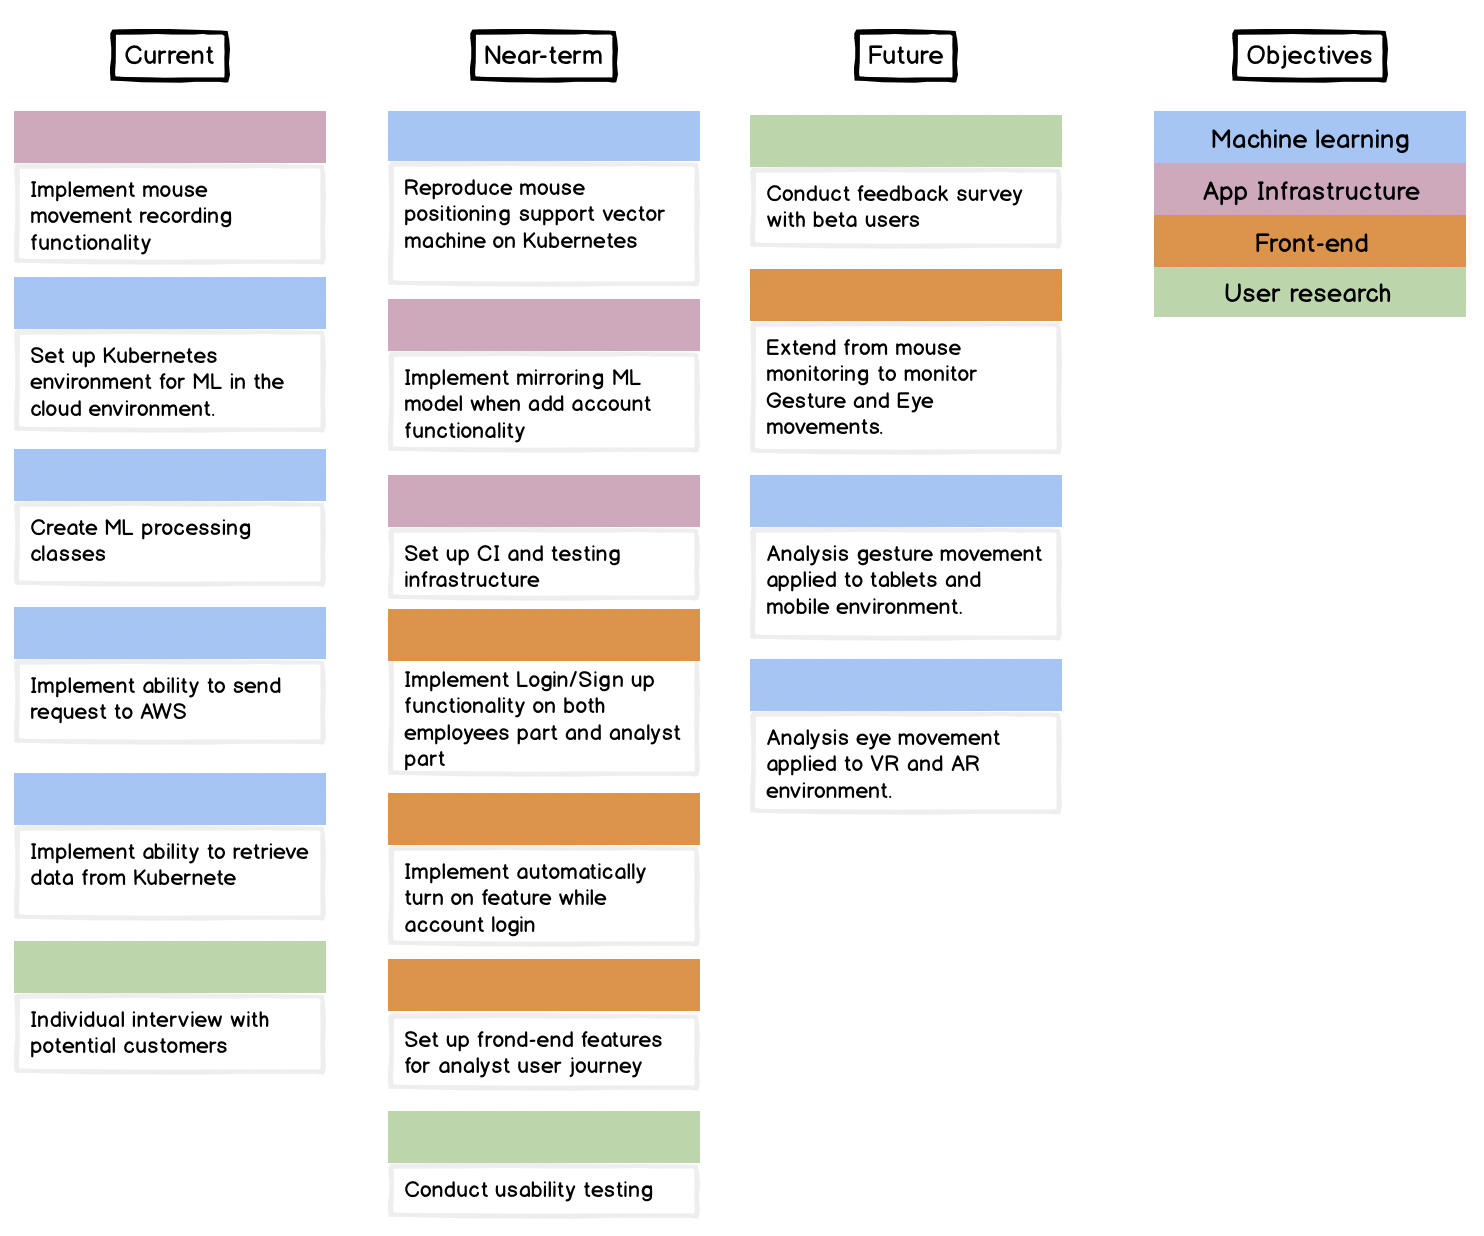 Current
Implement mouse
movement recording
functionality
Set up Kubernetes
environment for ML in the
cloud environment.
Create ML processing
classes
Implement ability to send
request to AWS
Implement ability to retrieve
data from Kubernete
Individual interview with
potential customers
Near-term
Reproduce mouse
positioning support vector
machine on Kubernetes
Implement mirroring ML
model when add account
functionality
Set up CI and testing
infrastructure
Implement Login/Sign up
functionality on both
employees part and analyst
part
Implement automatically
turn on feature while
account login
Set up frond-end features
for analyst user journey
Conduct usability testing
Future
Conduct feedback survey
with beta users
Extend from mouse
monitoring to monitor
Gesture and Eye
movements.
Analysis gesture movement
applied to tablets and
mobile environment.
Analysis eye movement
applied to VR and AR
environment.
Objectives
Machine learning
App Infrastructure
Front-end
User research